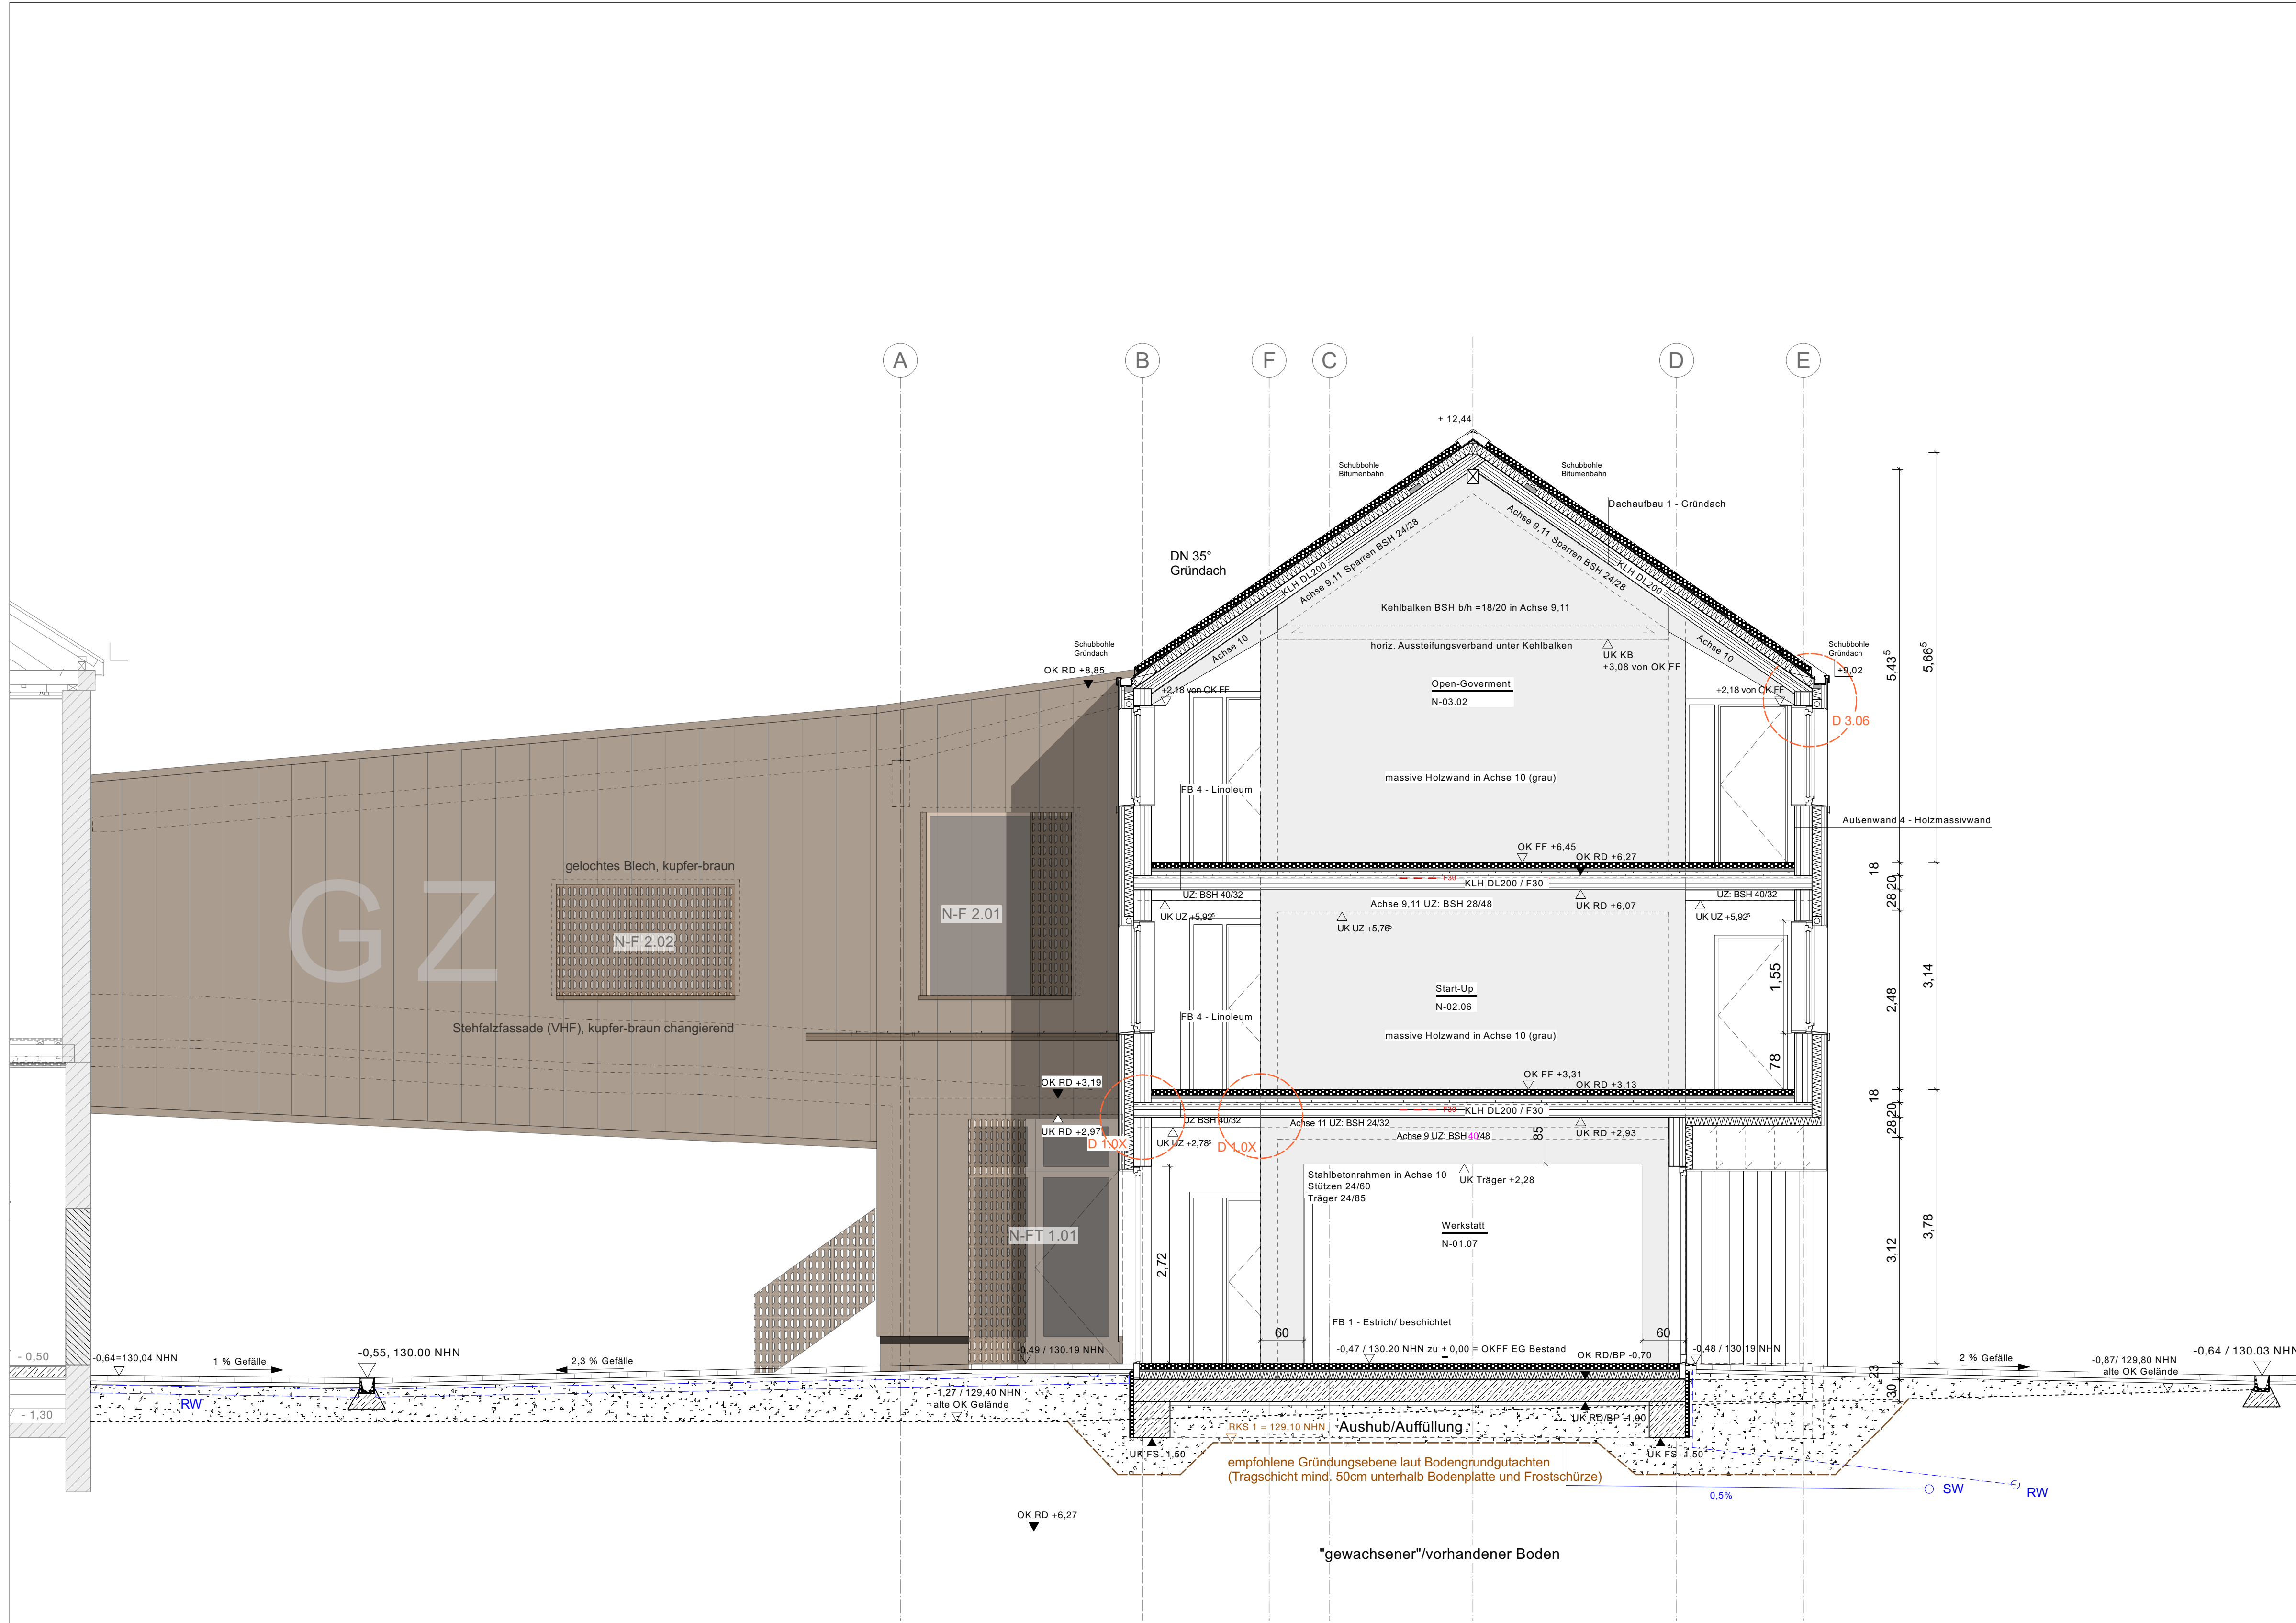 A
B
F
C
D
E
+ 12,44
Schubbohle
Bitumenbahn
Schubbohle
Bitumenbahn
Dachaufbau 1 - Gründach
DN 35°
Gründach
KLH DL200
Achse 9,11 Sparren BSH 24/28
Achse 9,11 Sparren BSH 24/28
KLH DL200
Kehlbalken BSH b/h =18/20 in Achse 9,11
horiz. Aussteifungsverband unter Kehlbalken
Achse 10
Achse 10
UK KB
+3,08 von OK FF
Schubbohle
Gründach
OK RD +8,85
Schubbohle
Gründach
+9,02
5,43⁵
5,66⁵
+2,18 von OK FF
+2,18 von OK FF
Open-Goverment
N-03.02
D 3.06
massive Holzwand in Achse 10 (grau)
FB 4 - Linoleum
Außenwand 4 - Holzmassivwand
gelochtes Blech, kupfer-braun
GZ
N-F 2.02
N-F 2.01
Stehfalzfassade (VHF), kupfer-braun changierend
OK FF +6,45
OK RD +6,27
F30
KLH DL200 / F30
18
20
28
UZ: BSH 40/32
Achse 9,11 UZ: BSH 28/48
UZ: BSH 40/32
UK UZ +5,92⁵
UK UZ +5,76⁵
UK RD +6,07
UK UZ +5,92⁵
1,55
2,48
3,14
Start-Up
N-02.06
FB 4 - Linoleum
massive Holzwand in Achse 10 (grau)
78
OK RD +3,19
OK FF +3,31
OK RD +3,13
F30
KLH DL200 / F30
18
20
28
UK RD +2,97
D 1.0X
UZ BSH 40/32
UK UZ +2,78⁵
D 1.0X
Achse 11 UZ: BSH 24/32
Achse 9 UZ: BSH 40/48
85
UK RD +2,93
Stahlbetonrahmen in Achse 10
Stützen 24/60
Träger 24/85
UK Träger +2,28
N-FT 1.01
Werkstatt
N-01.07
2,72
3,12
3,78
FB 1 - Estrich/ beschichtet
60
60
- 0,50
-0,64=130,04 NHN
1 % Gefälle
-0,55, 130.00 NHN
2,3 % Gefälle
-0,49 / 130.19 NHN
-0,47 / 130.20 NHN zu + 0,00 = OKFF EG Bestand
OK RD/BP -0,70
-0,48 / 130.19 NHN
2 % Gefälle
-0,87/ 129,80 NHN
alte OK Gelände
-0,64 / 130.03 NHN
23
30
- 1,30
RW
-1,27 / 129,40 NHN
alte OK Gelände
UK RD/BP -1,00
RKS 1 = 129,10 NHN
Aushub/Auffüllung
UK FS -1,50
UK FS -1,50
empfohlene Gründungsebene laut Bodengrundgutachten
(Tragschicht mind. 50cm unterhalb Bodenplatte und Frostschürze)
0,5%
SW
RW
OK RD +6,27
"gewachsener"/vorhandener Boden